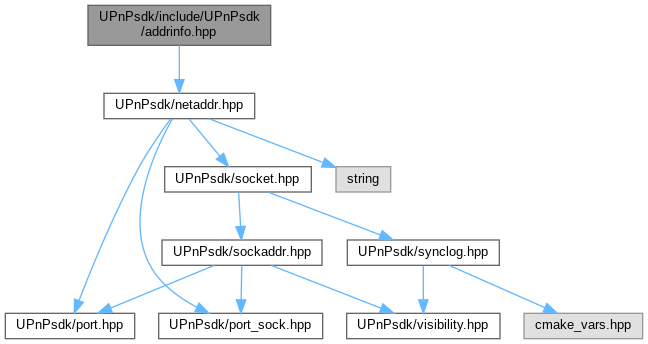 UPnPsdk/include/UPnPsdk
/addrinfo.hpp
UPnPsdk/netaddr.hpp
UPnPsdk/socket.hpp
string
UPnPsdk/sockaddr.hpp
UPnPsdk/synclog.hpp
UPnPsdk/port.hpp
UPnPsdk/port_sock.hpp
UPnPsdk/visibility.hpp
cmake_vars.hpp